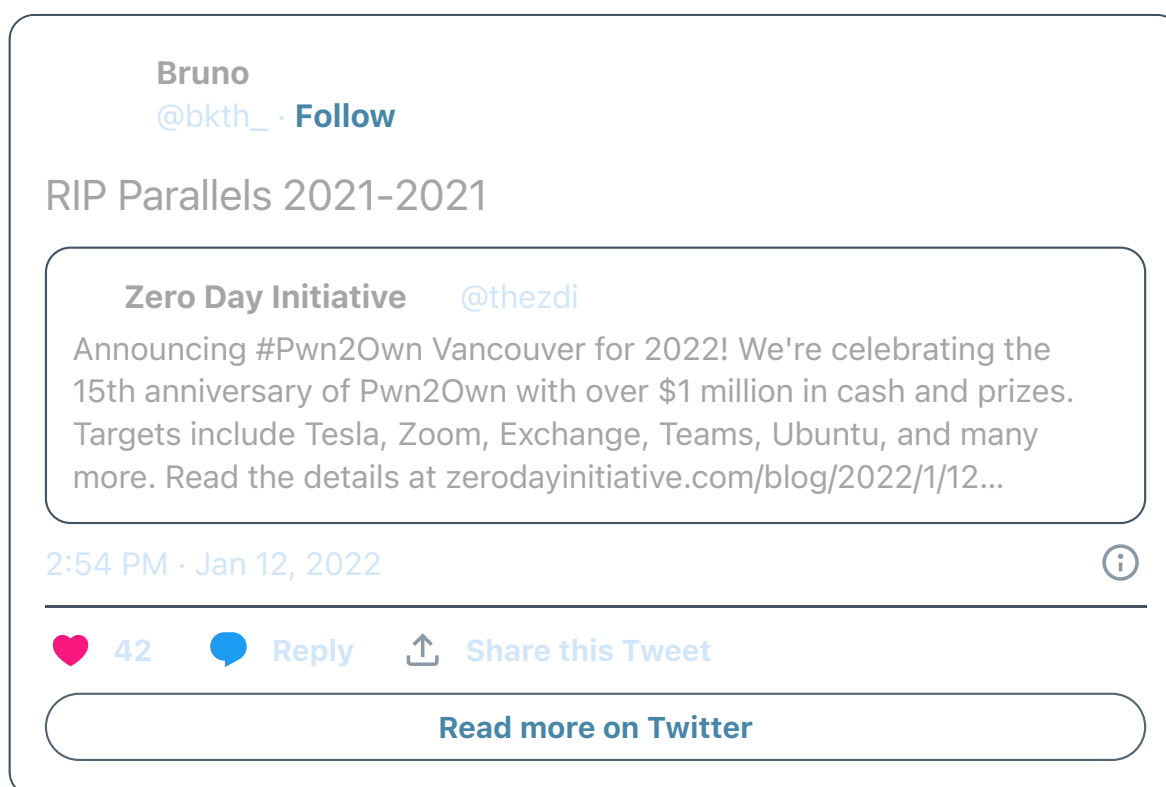 Bruno
@bkth_ · Follow
RIP Parallels 2021-2021
Zero Day Initiative @thezdi
Announcing #Pwn2Own Vancouver for 2022! We're celebrating the
15th anniversary of Pwn2Own with over $1 million in cash and prizes.
Targets include Tesla, Zoom, Exchange, Teams, Ubuntu, and many
more. Read the details at zerodayinitiative.com/blog/2022/1/12...
2:54 PM · Jan 12, 2022
42 Reply Share this Tweet
Read more on Twitter